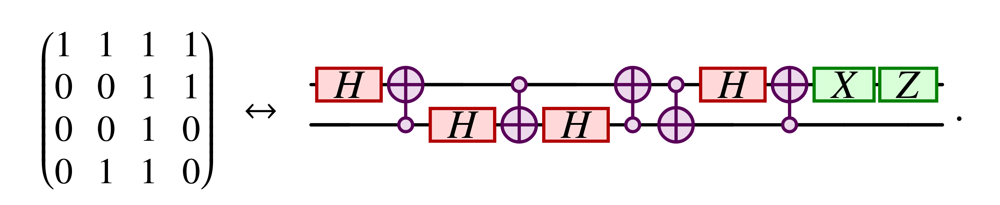 1 1 1 1
0 0 1 1
0 0 1 0
0 1 1 0
↔
H H X Z
H H .